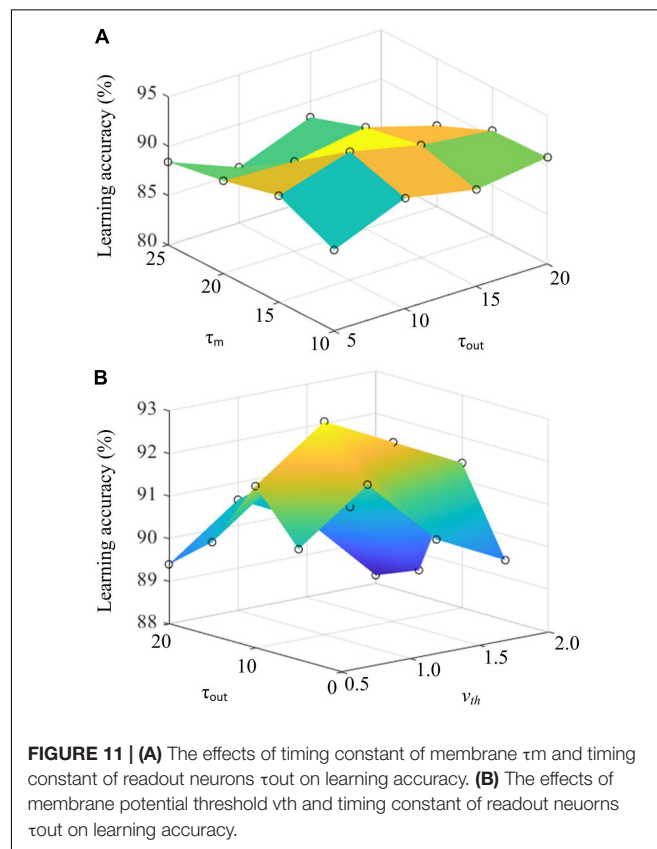 A
Learning accuracy (%)
95
90
85
80
25
20
15
10
τm
5
10
15
20
τout
B
Learning accuracy (%)
93
92
91
90
89
88
20
10
0
τout
0.5
1.0
1.5
2.0
vth
FIGURE 11 | (A) The effects of timing constant of membrane τm and timing
constant of readout neurons τout on learning accuracy. (B) The effects of
membrane potential threshold vth and timing constant of readout neuorns
τout on learning accuracy.